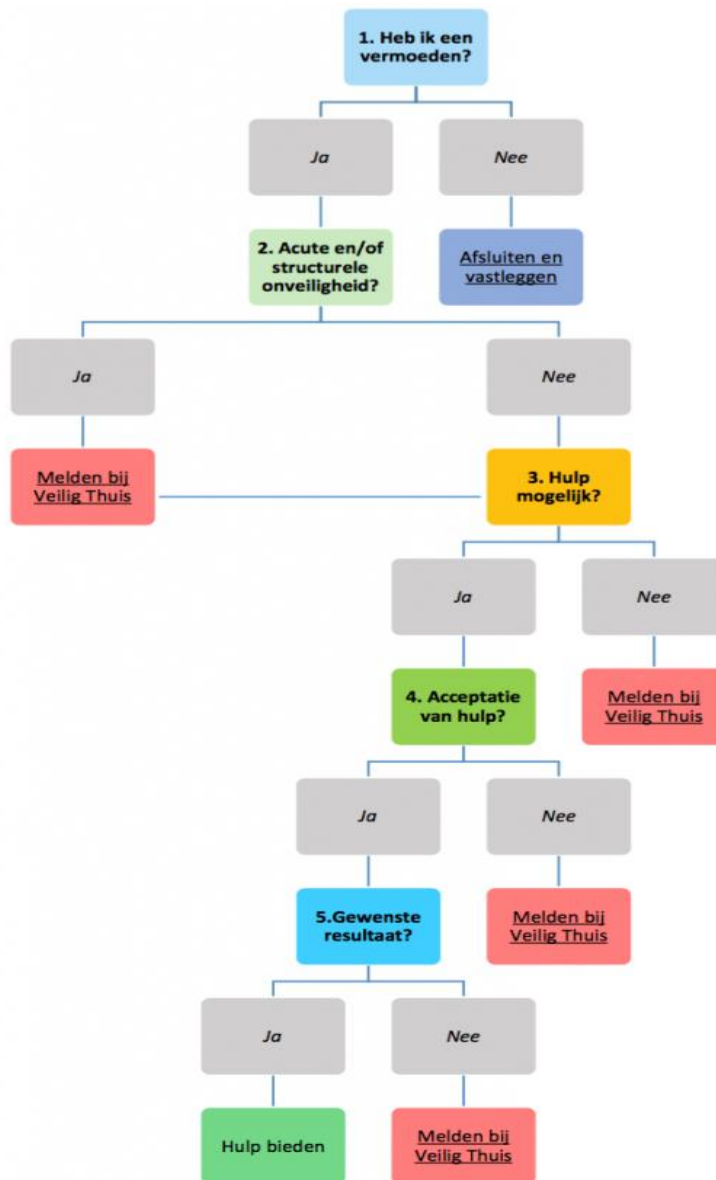 1. Heb ik een
vermoeden?
Ja
Nee
2. Acute en/of
structurele
onveiligheid?
Afsluiten en
vastleggen
Ja
Nee
Melden bij
Veilig Thuis
3. Hulp
mogelijk?
Ja
Nee
4. Acceptatie
van hulp?
Melden bij
Veilig Thuis
Ja
Nee
5.Gewenste
resultaat?
Melden bij
Veilig Thuis
Ja
Nee
Hulp bieden
Melden bij
Veilig Thuis